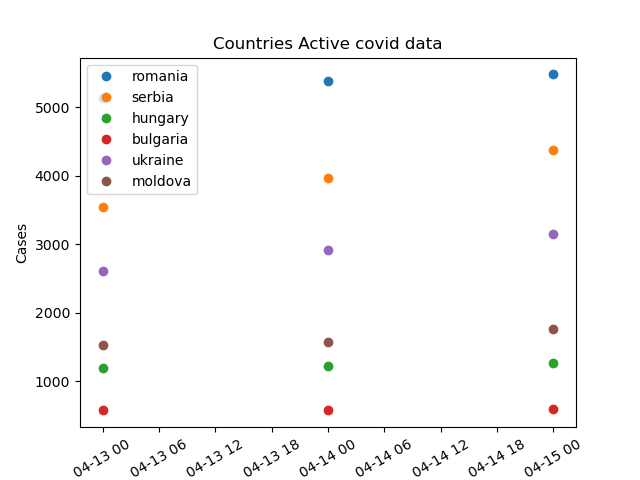 Countries Active covid data
romania
serbia
hungary
bulgaria
ukraine
moldova
Cases
5000
4000
3000
2000
1000
04-13 00
04-13 06
04-13 12
04-13 18
04-14 00
04-14 06
04-14 12
04-14 18
04-15 00